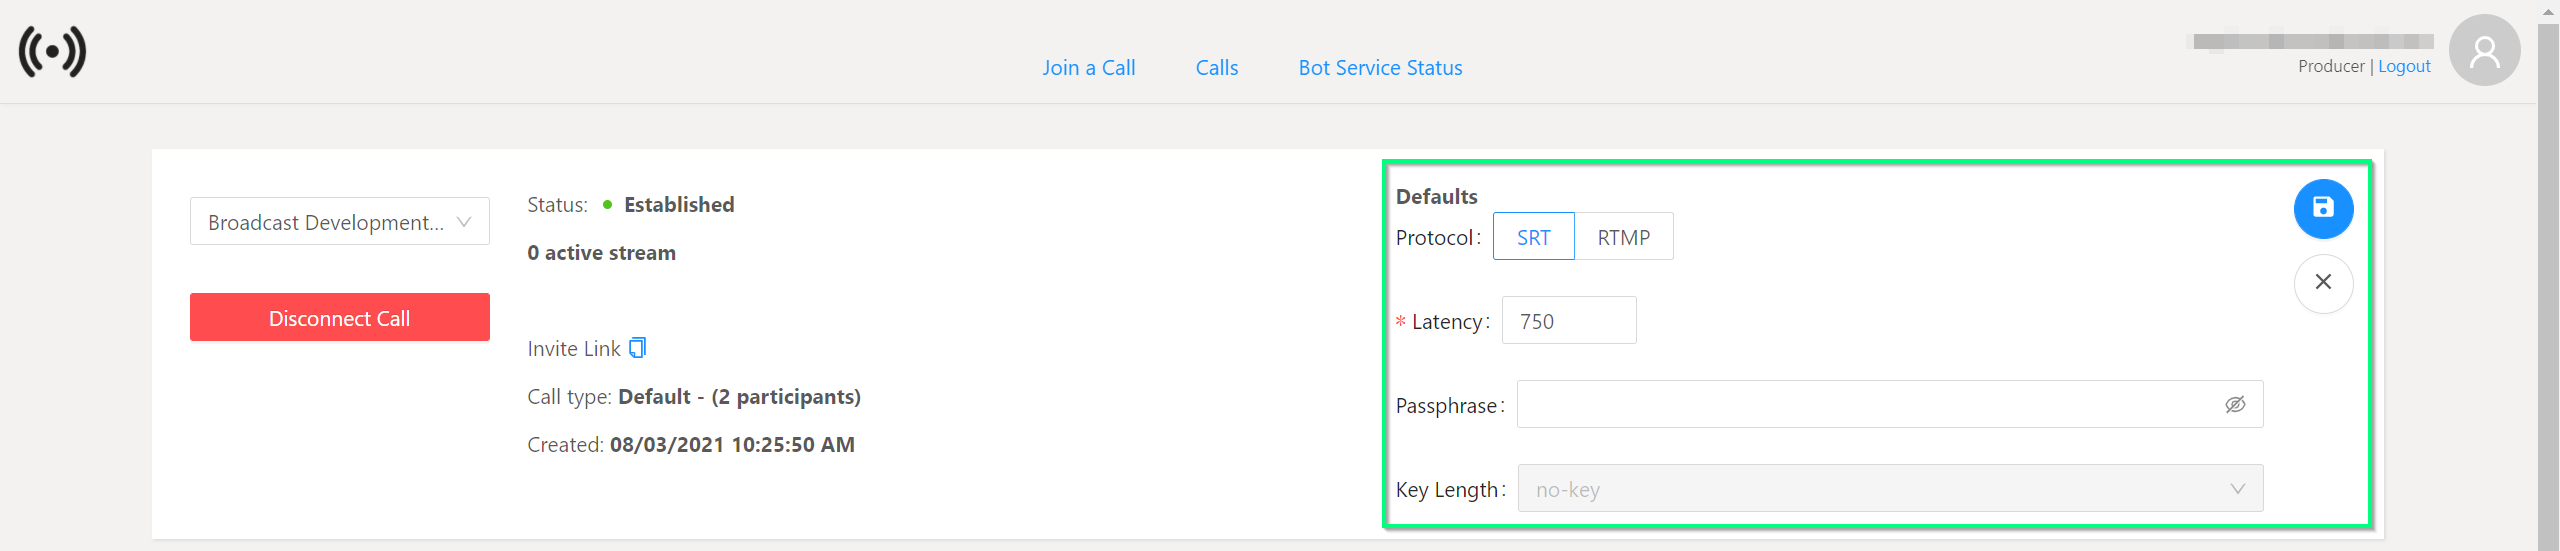 Join a Call Calls Bot Service Status
Producer | Logout
Broadcast Development...
Disconnect Call
Status: Established
0 active stream
Invite Link
Call type: Default - (2 participants)
Created: 08/03/2021 10:25:50 AM
Defaults
Protocol: SRT RTMP
* Latency: 750
Passphrase:
Key Length: no-key